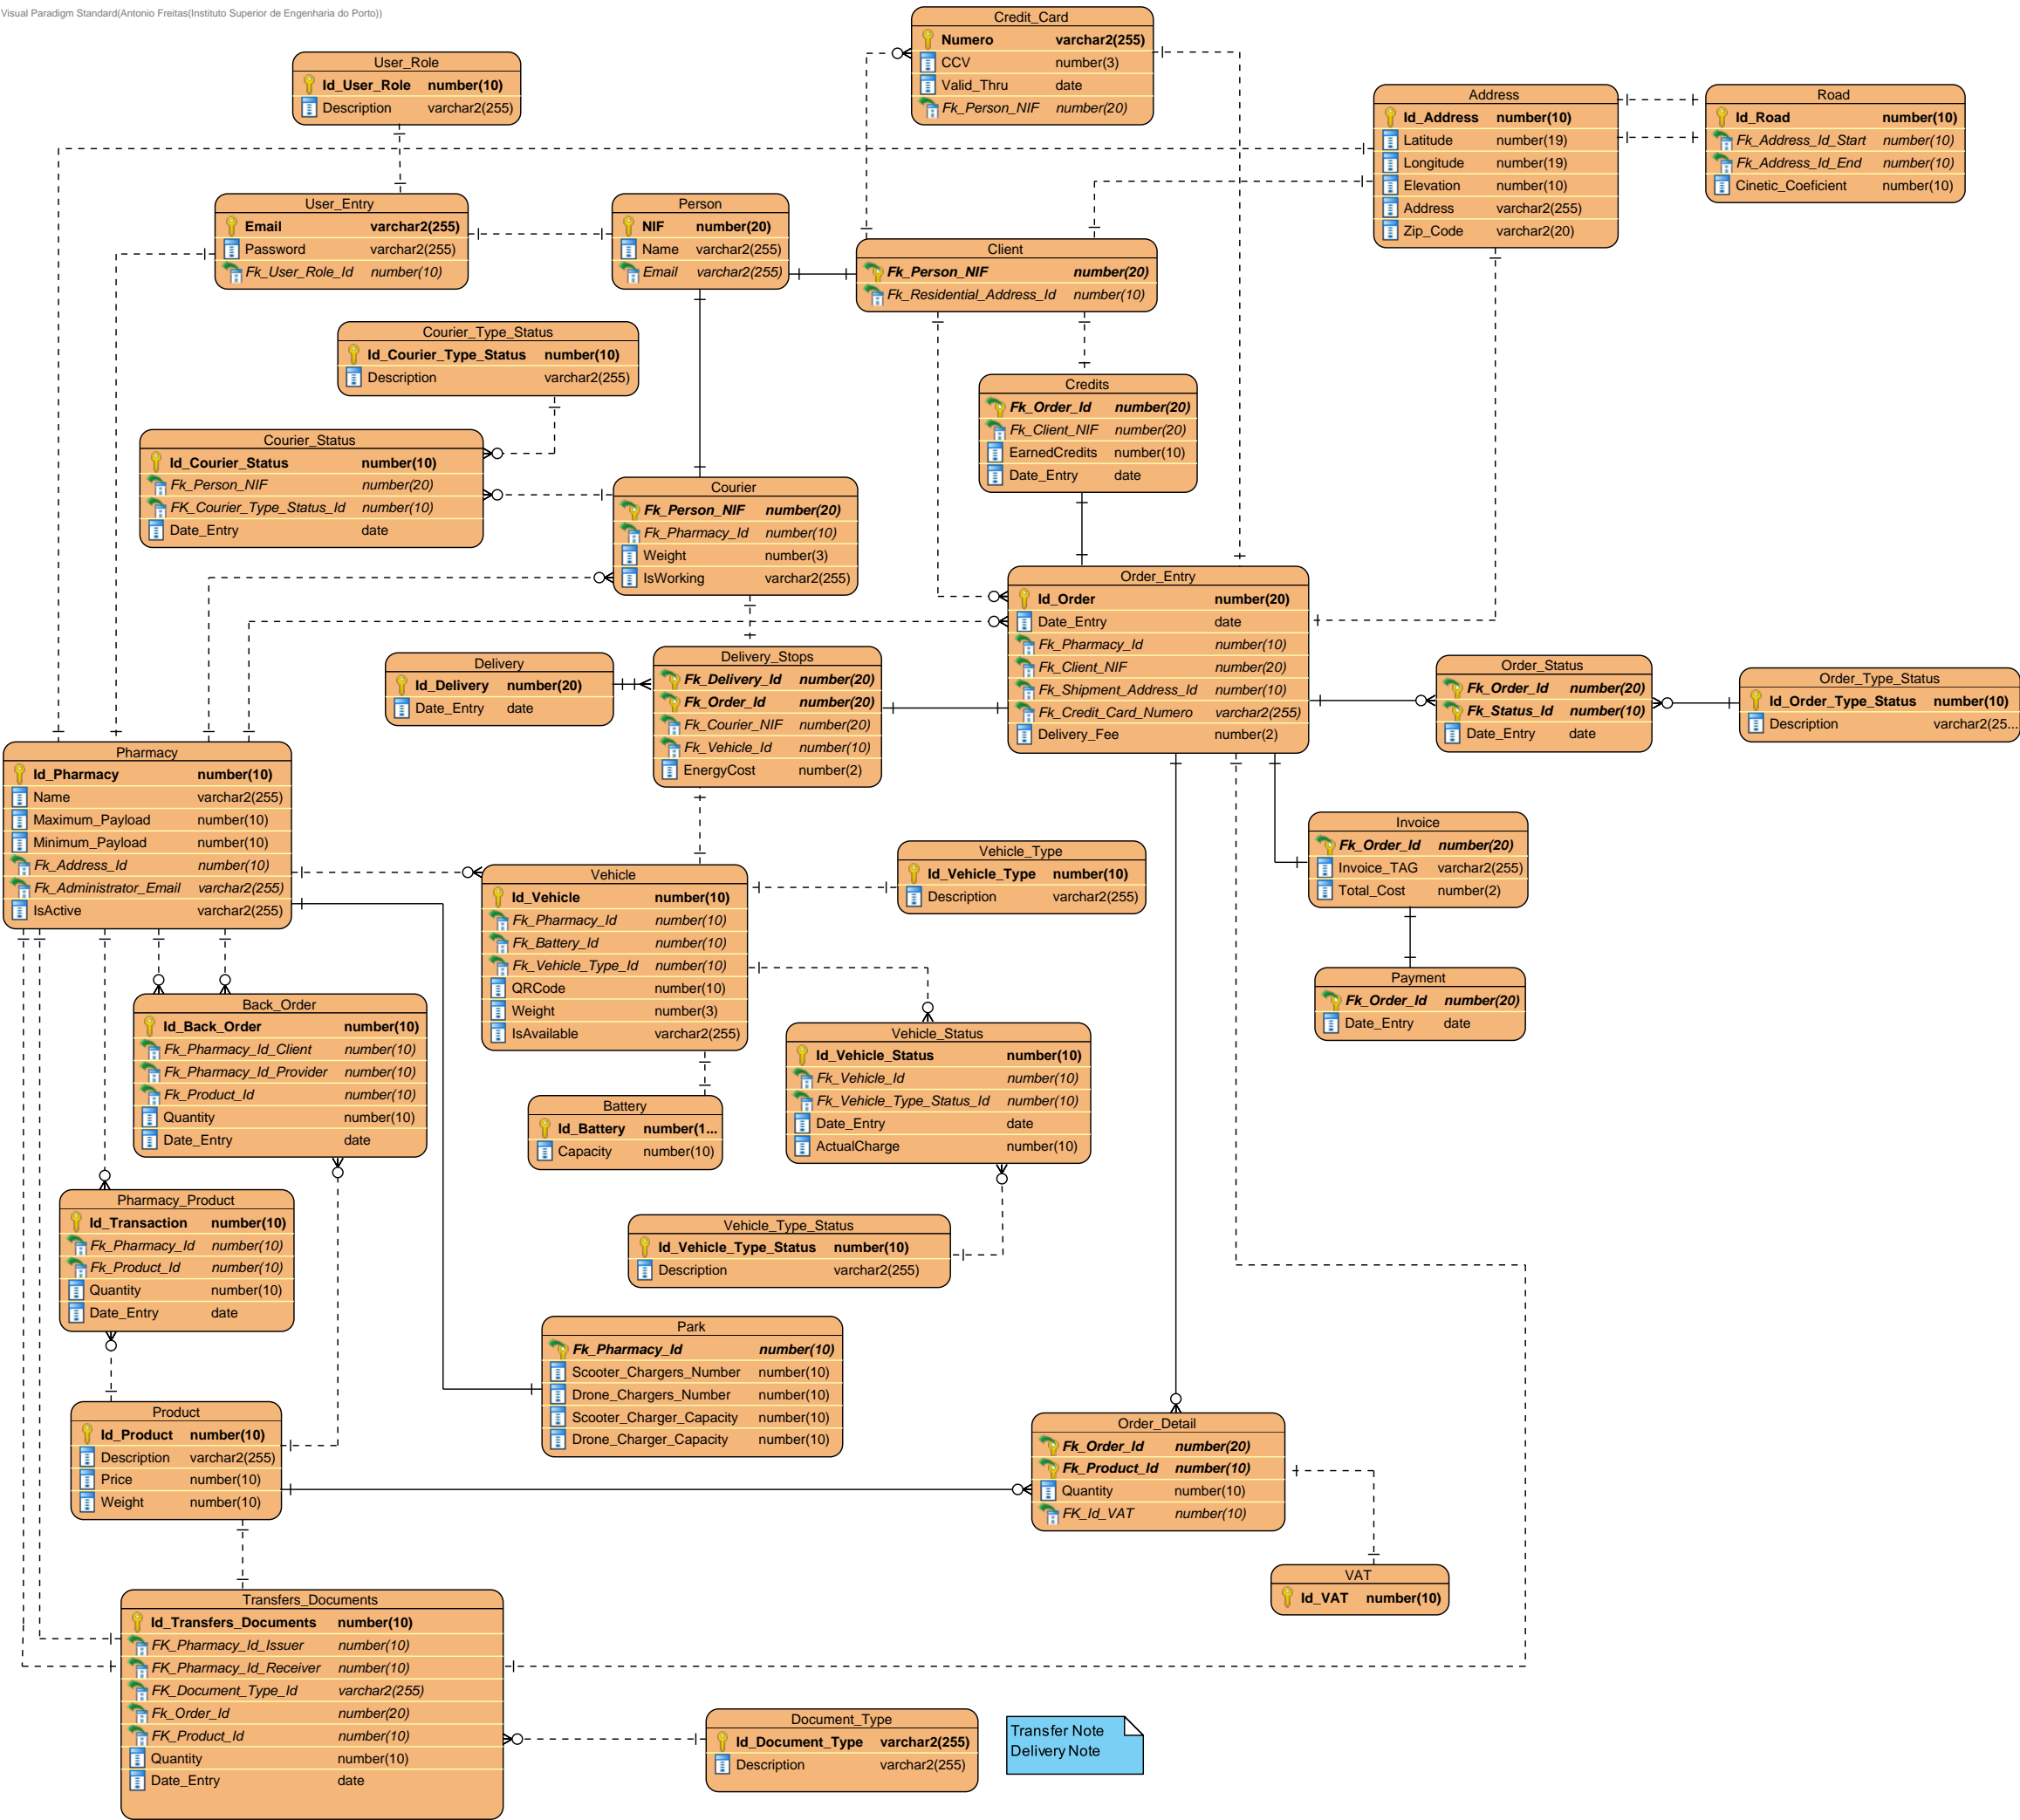 Visual Paradigm Standard(Antonio Freitas(Instituto Superior de Engenharia do Porto))
Credit_Card
Numero varchar2(255)
CCV number(3)
Valid_Thru date
Fk_Person_NIF number(20)
User_Role
Id_User_Role number(10)
Description varchar2(255)
Address
Id_Address number(10)
Latitude number(19)
Longitude number(19)
Elevation number(10)
Address varchar2(255)
Zip_Code varchar2(20)
Road
Id_Road number(10)
Fk_Address_Id_Start number(10)
Fk_Address_Id_End number(10)
Cinetic_Coeficient number(10)
User_Entry
Email varchar2(255)
Password varchar2(255)
Fk_User_Role_Id number(10)
Person
NIF number(20)
Name varchar2(255)
Email varchar2(255)
Client
Fk_Person_NIF number(20)
Fk_Residential_Address_Id number(10)
Courier_Type_Status
Id_Courier_Type_Status number(10)
Description varchar2(255)
Credits
Fk_Order_Id number(20)
Fk_Client_NIF number(20)
EarnedCredits number(10)
Date_Entry date
Courier_Status
Id_Courier_Status number(10)
Fk_Person_NIF number(20)
FK_Courier_Type_Status_Id number(10)
Date_Entry date
Courier
Fk_Person_NIF number(20)
Fk_Pharmacy_Id number(10)
Weight number(3)
IsWorking varchar2(255)
Order_Entry
Id_Order number(20)
Date_Entry date
Fk_Pharmacy_Id number(10)
Fk_Client_NIF number(20)
Fk_Shipment_Address_Id number(10)
Fk_Credit_Card_Numero varchar2(255)
Delivery_Fee number(2)
Delivery
Id_Delivery number(20)
Date_Entry date
Delivery_Stops
Fk_Delivery_Id number(20)
Fk_Order_Id number(20)
Fk_Courier_NIF number(20)
Fk_Vehicle_Id number(10)
EnergyCost number(2)
Order_Status
Fk_Order_Id number(20)
Fk_Status_Id number(10)
Date_Entry date
Order_Type_Status
Id_Order_Type_Status number(10)
Description varchar2(25...
Pharmacy
Id_Pharmacy number(10)
Name varchar2(255)
Maximum_Payload number(10)
Minimum_Payload number(10)
Fk_Address_Id number(10)
Fk_Administrator_Email varchar2(255)
IsActive varchar2(255)
Invoice
Fk_Order_Id number(20)
Invoice_TAG varchar2(255)
Total_Cost number(2)
Vehicle_Type
Id_Vehicle_Type number(10)
Description varchar2(255)
Vehicle
Id_Vehicle number(10)
Fk_Pharmacy_Id number(10)
Fk_Battery_Id number(10)
Fk_Vehicle_Type_Id number(10)
QRCode number(10)
Weight number(3)
IsAvailable varchar2(255)
Payment
Fk_Order_Id number(20)
Date_Entry date
Back_Order
Id_Back_Order number(10)
Fk_Pharmacy_Id_Client number(10)
Fk_Pharmacy_Id_Provider number(10)
Fk_Product_Id number(10)
Quantity number(10)
Date_Entry date
Vehicle_Status
Id_Vehicle_Status number(10)
Fk_Vehicle_Id number(10)
Fk_Vehicle_Type_Status_Id number(10)
Date_Entry date
ActualCharge number(10)
Battery
Id_Battery number(1...
Capacity number(10)
Pharmacy_Product
Id_Transaction number(10)
Fk_Pharmacy_Id number(10)
Fk_Product_Id number(10)
Quantity number(10)
Date_Entry date
Vehicle_Type_Status
Id_Vehicle_Type_Status number(10)
Description varchar2(255)
Park
Fk_Pharmacy_Id number(10)
Scooter_Chargers_Number number(10)
Drone_Chargers_Number number(10)
Scooter_Charger_Capacity number(10)
Drone_Charger_Capacity number(10)
Product
Id_Product number(10)
Description varchar2(255)
Price number(10)
Weight number(10)
Order_Detail
Fk_Order_Id number(20)
Fk_Product_Id number(10)
Quantity number(10)
FK_Id_VAT number(10)
VAT
Id_VAT number(10)
Transfers_Documents
Id_Transfers_Documents number(10)
FK_Pharmacy_Id_Issuer number(10)
FK_Pharmacy_Id_Receiver number(10)
FK_Document_Type_Id varchar2(255)
Fk_Order_Id number(20)
FK_Product_Id number(10)
Quantity number(10)
Date_Entry date
Document_Type
Id_Document_Type varchar2(255)
Description varchar2(255)
Transfer Note
Delivery Note